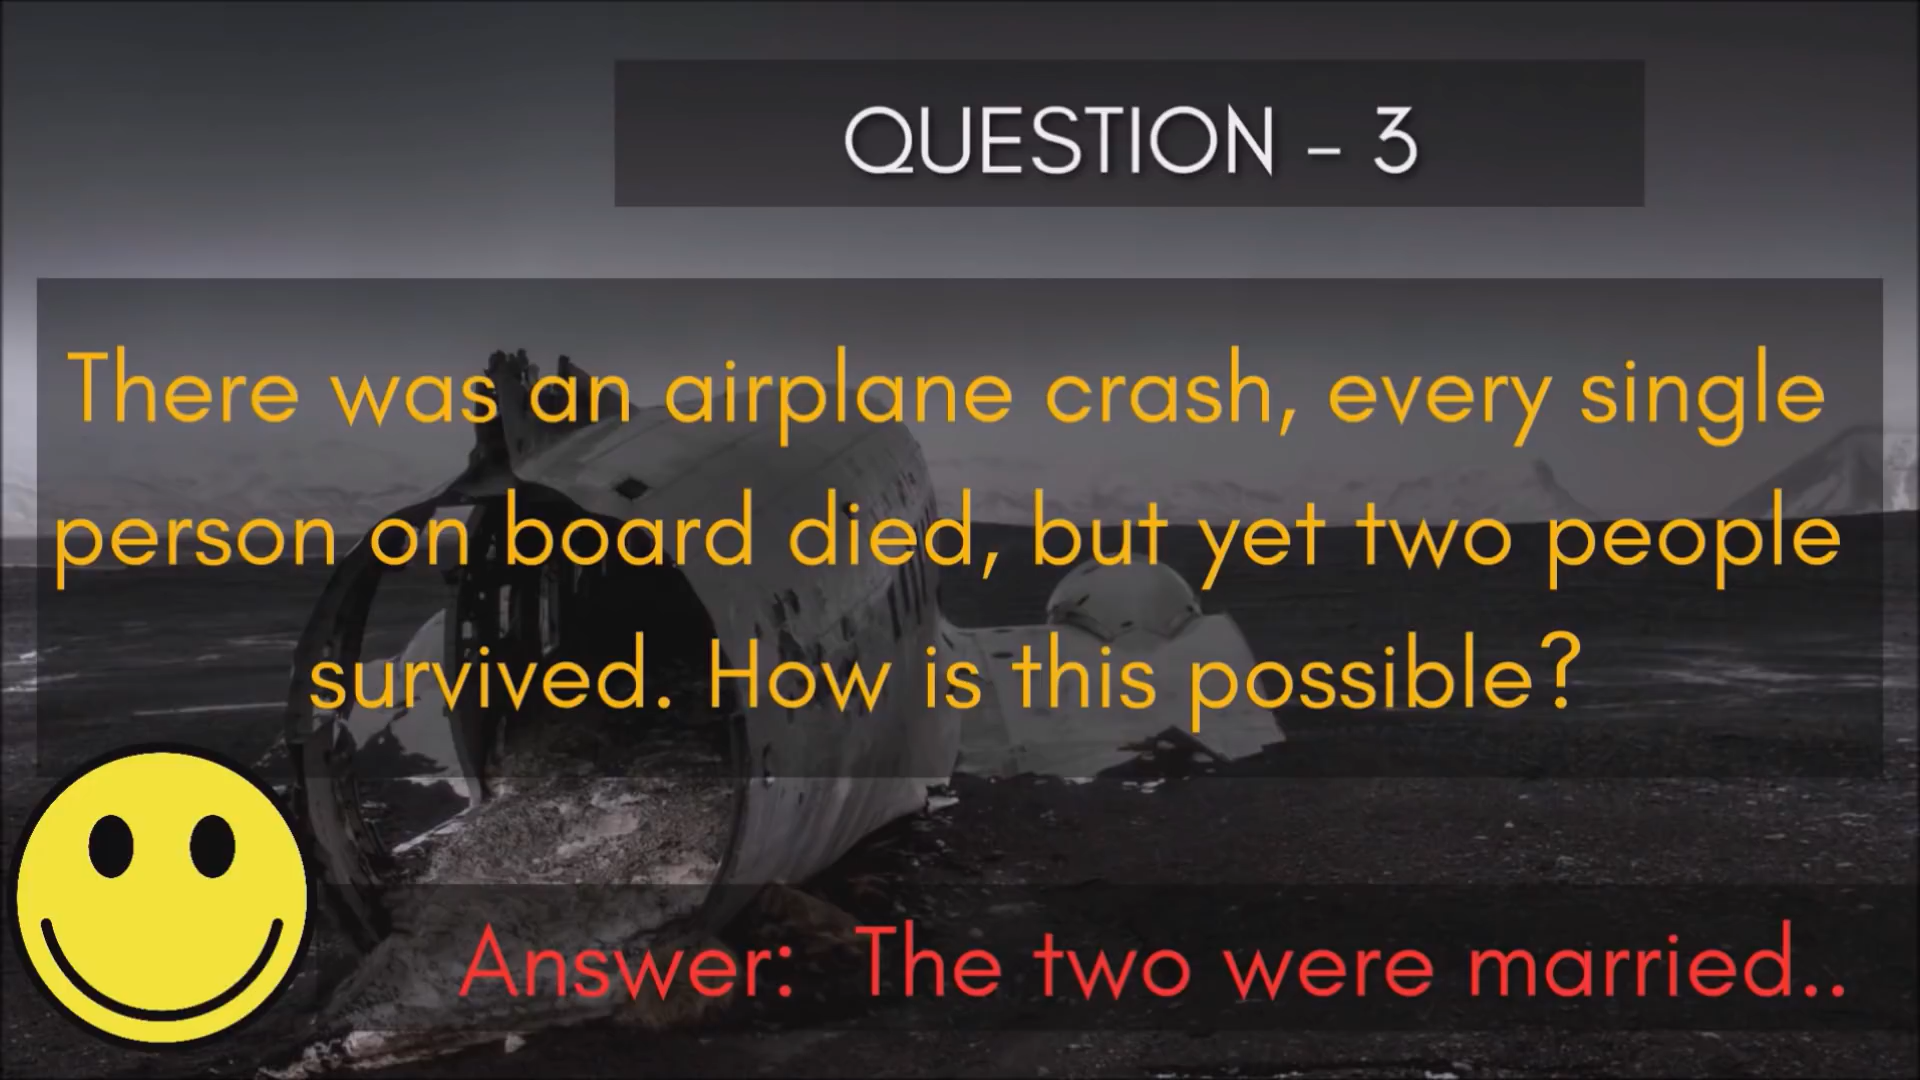 QUESTION – 3
There was an airplane crash, every single
person on board died, but yet two people
survived. How is this possible?
Answer: The two were married..